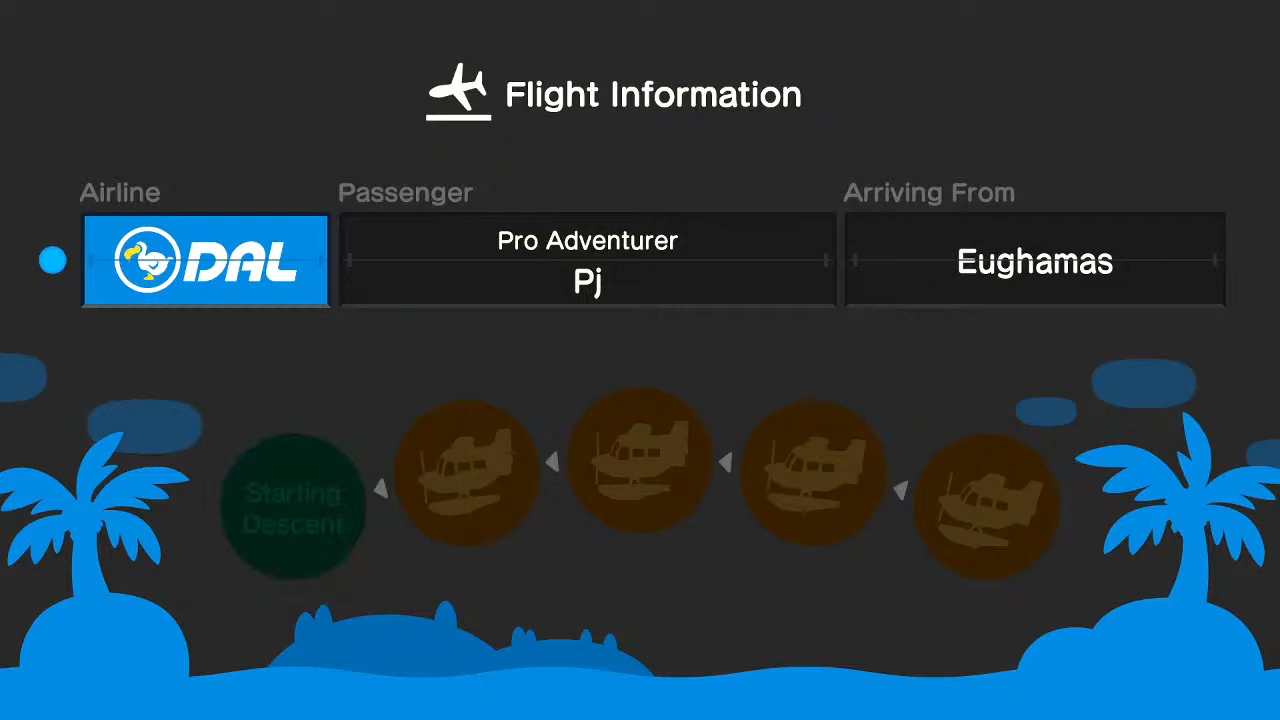 Flight Information
Airline
Passenger
Arriving From
DAL
Pro Adventurer
Pj
Eughamas
Starting
Descent